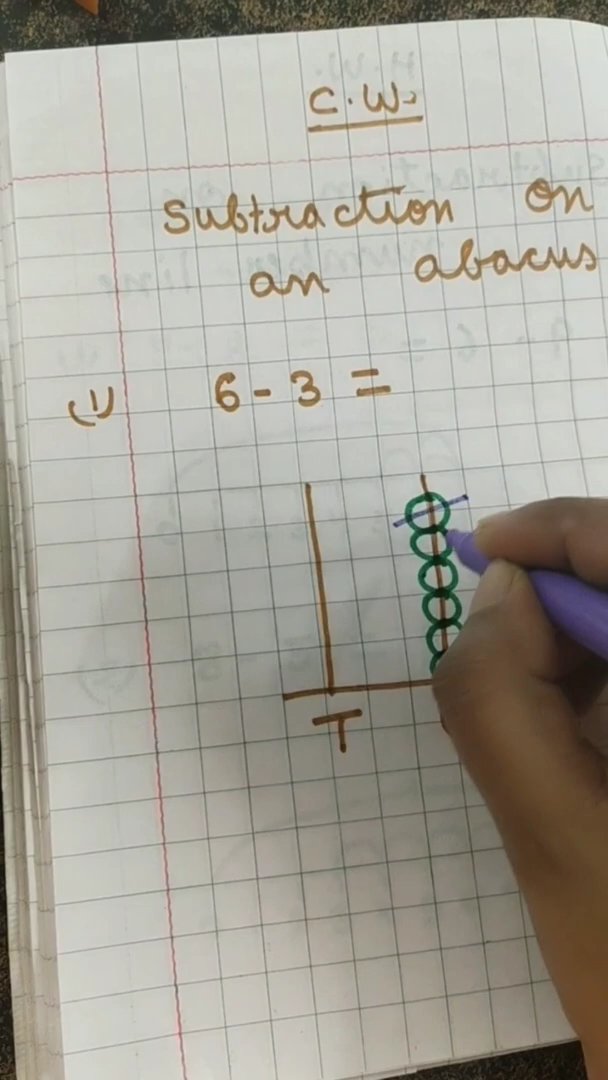 C.W.
Subtraction on
an abacus
(1) 6 - 3 =
T